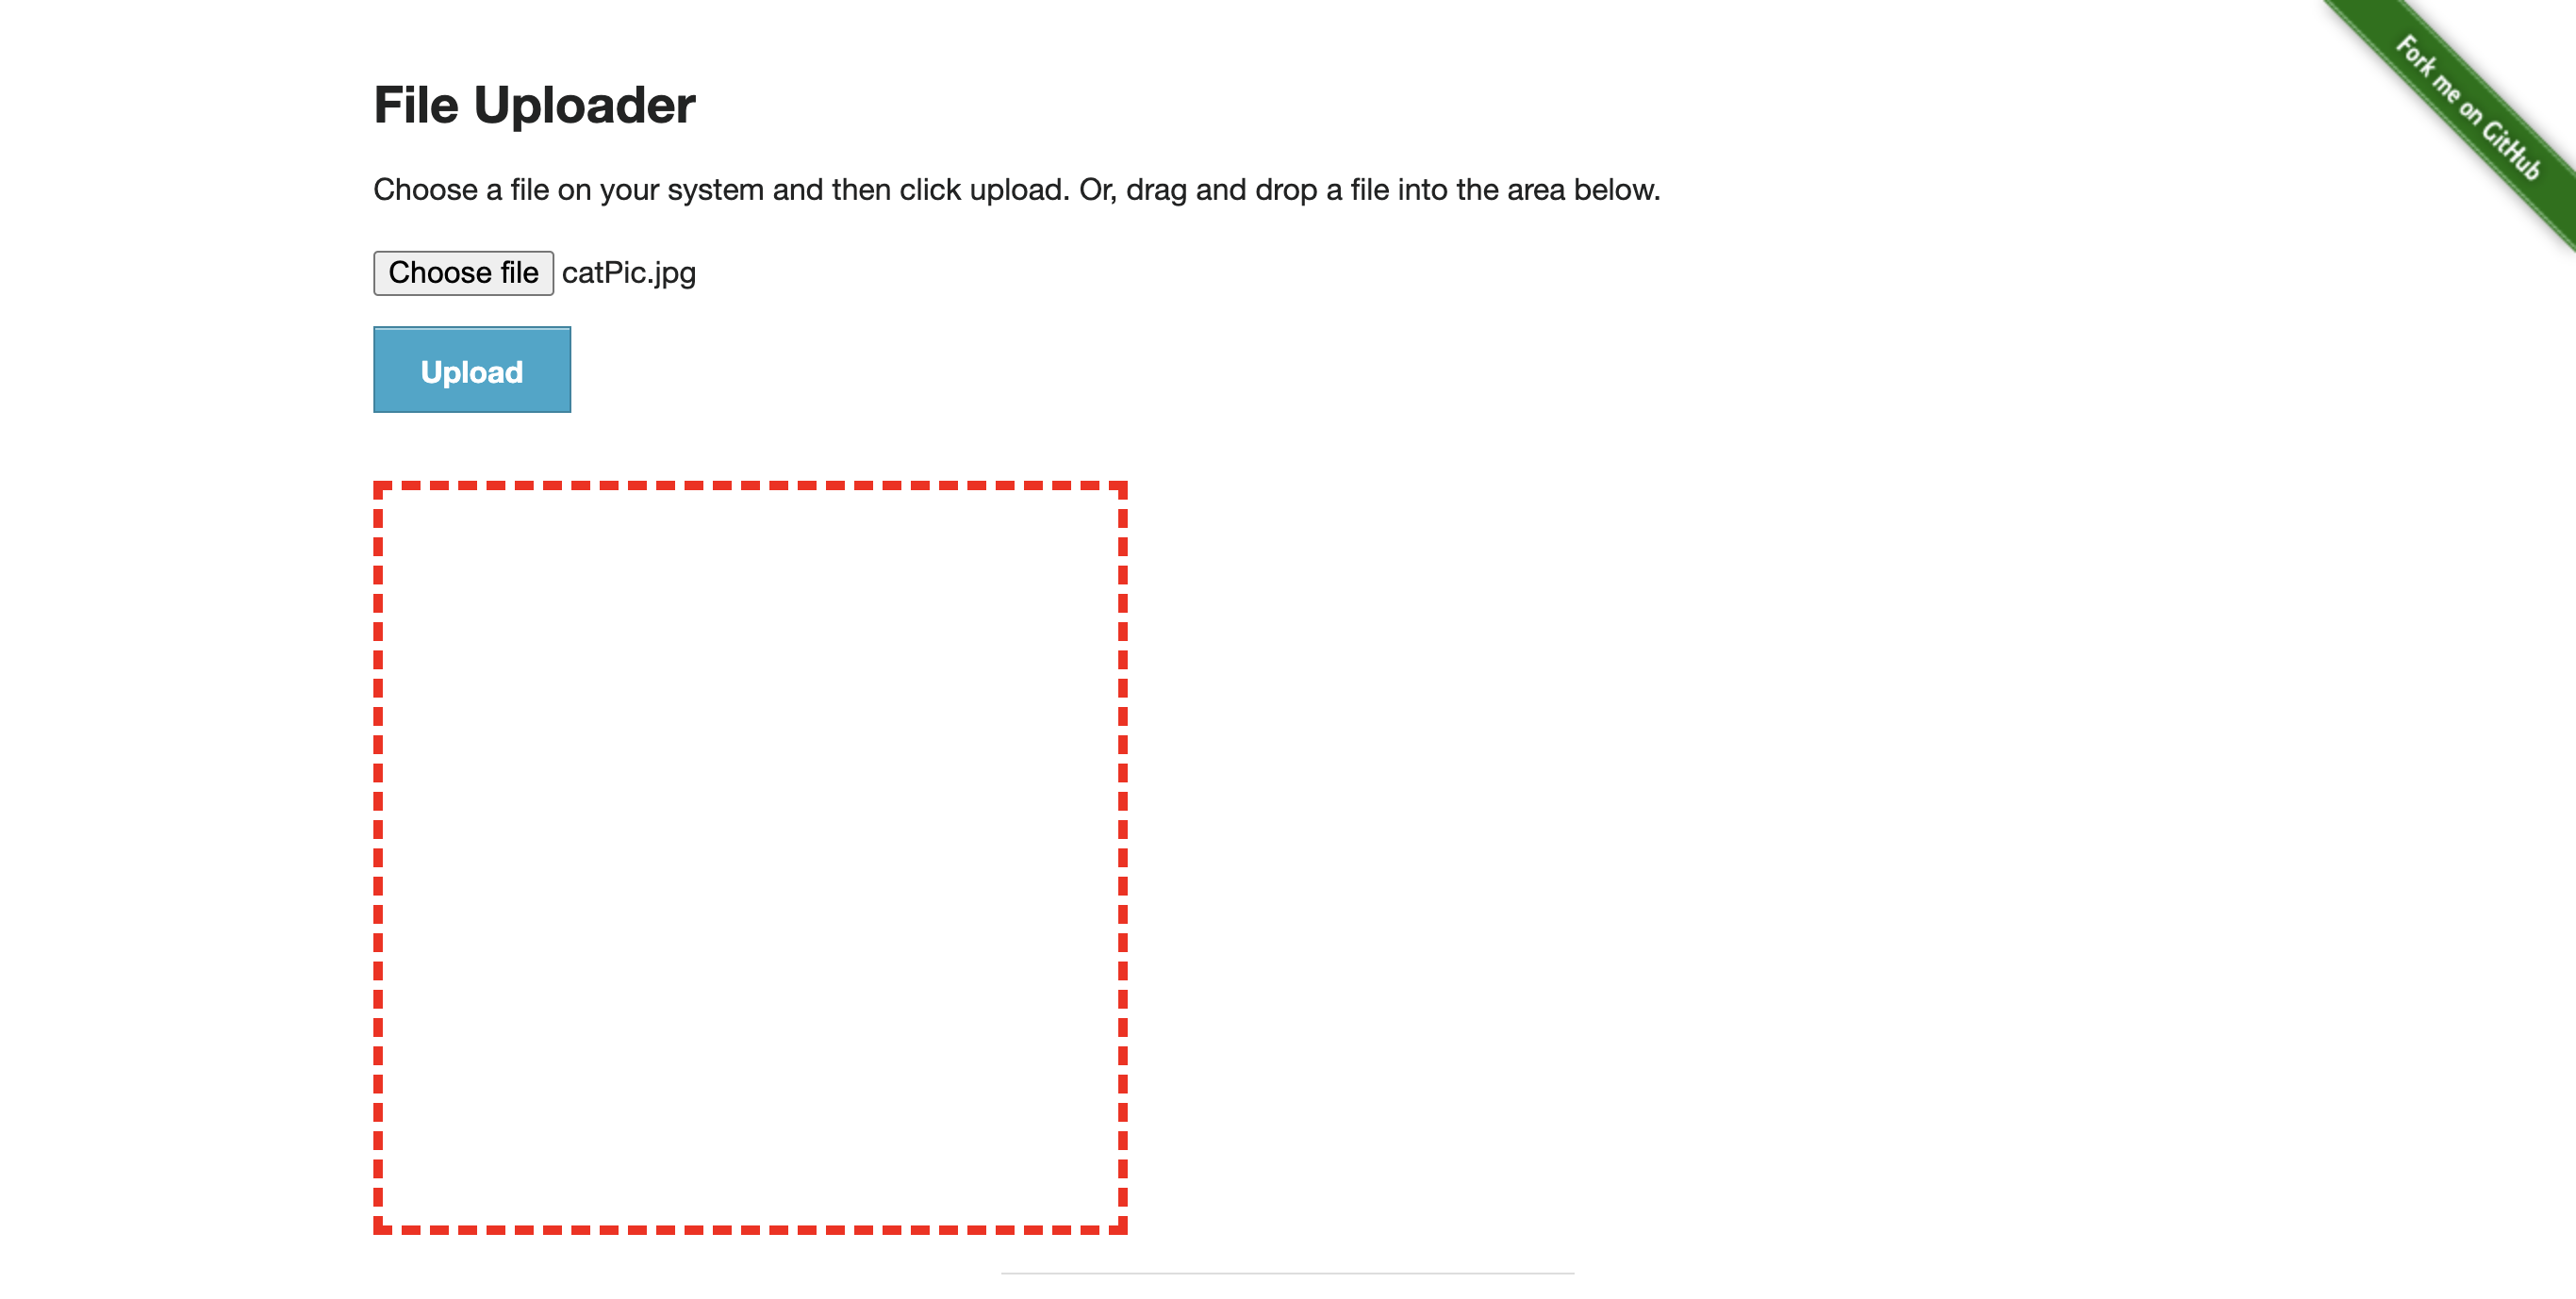 File Uploader
Choose a file on your system and then click upload. Or, drag and drop a file into the area below.
Choose file catPic.jpg
Upload
Fork me on GitHub